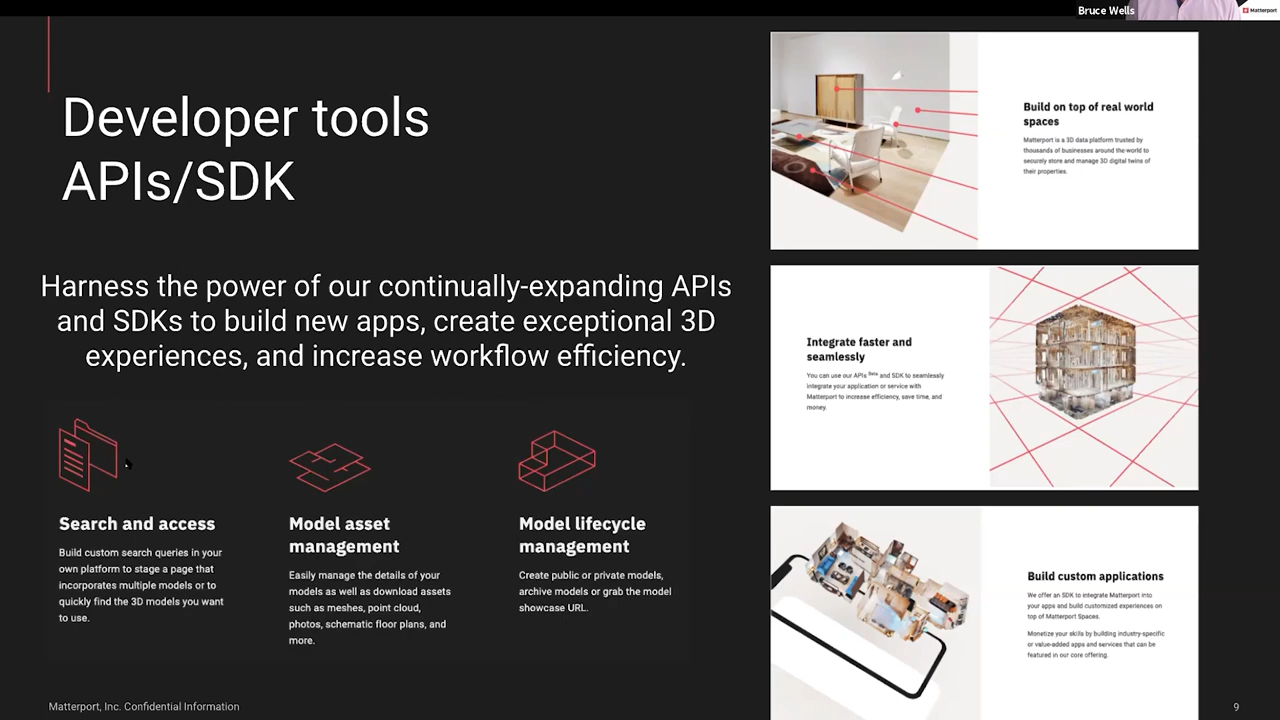 Bruce Wells
Matterport
Developer tools
APIs/SDK
Harness the power of our continually-expanding APIs
and SDKs to build new apps, create exceptional 3D
experiences, and increase workflow efficiency.
Search and access
Build custom search queries in your
own platform to stage a page that
incorporates multiple models or to
quickly find the 3D models you want
to use.
Model asset
management
Easily manage the details of your
models as well as download assets
such as meshes, point cloud,
photos, schematic floor plans, and
more.
Model lifecycle
management
Create public or private models,
archive models or grab the model
showcase URL.
Build on top of real world
spaces
Matterport is a 3D data platform trusted by
thousands of businesses around the world to
securely store and manage 3D digital twins of
their properties.
Integrate faster and
seamlessly
You can use our APIs Beta and SDK to seamlessly
integrate your application or service with
Matterport to increase efficiency, save time, and
money.
Build custom applications
We offer an SDK to integrate Matterport into
your apps and build customized experiences on
top of Matterport Spaces.
Monetize your skills by building industry-specific
or value-added apps and services that can be
featured in our core offering.
Matterport, Inc. Confidential Information
9